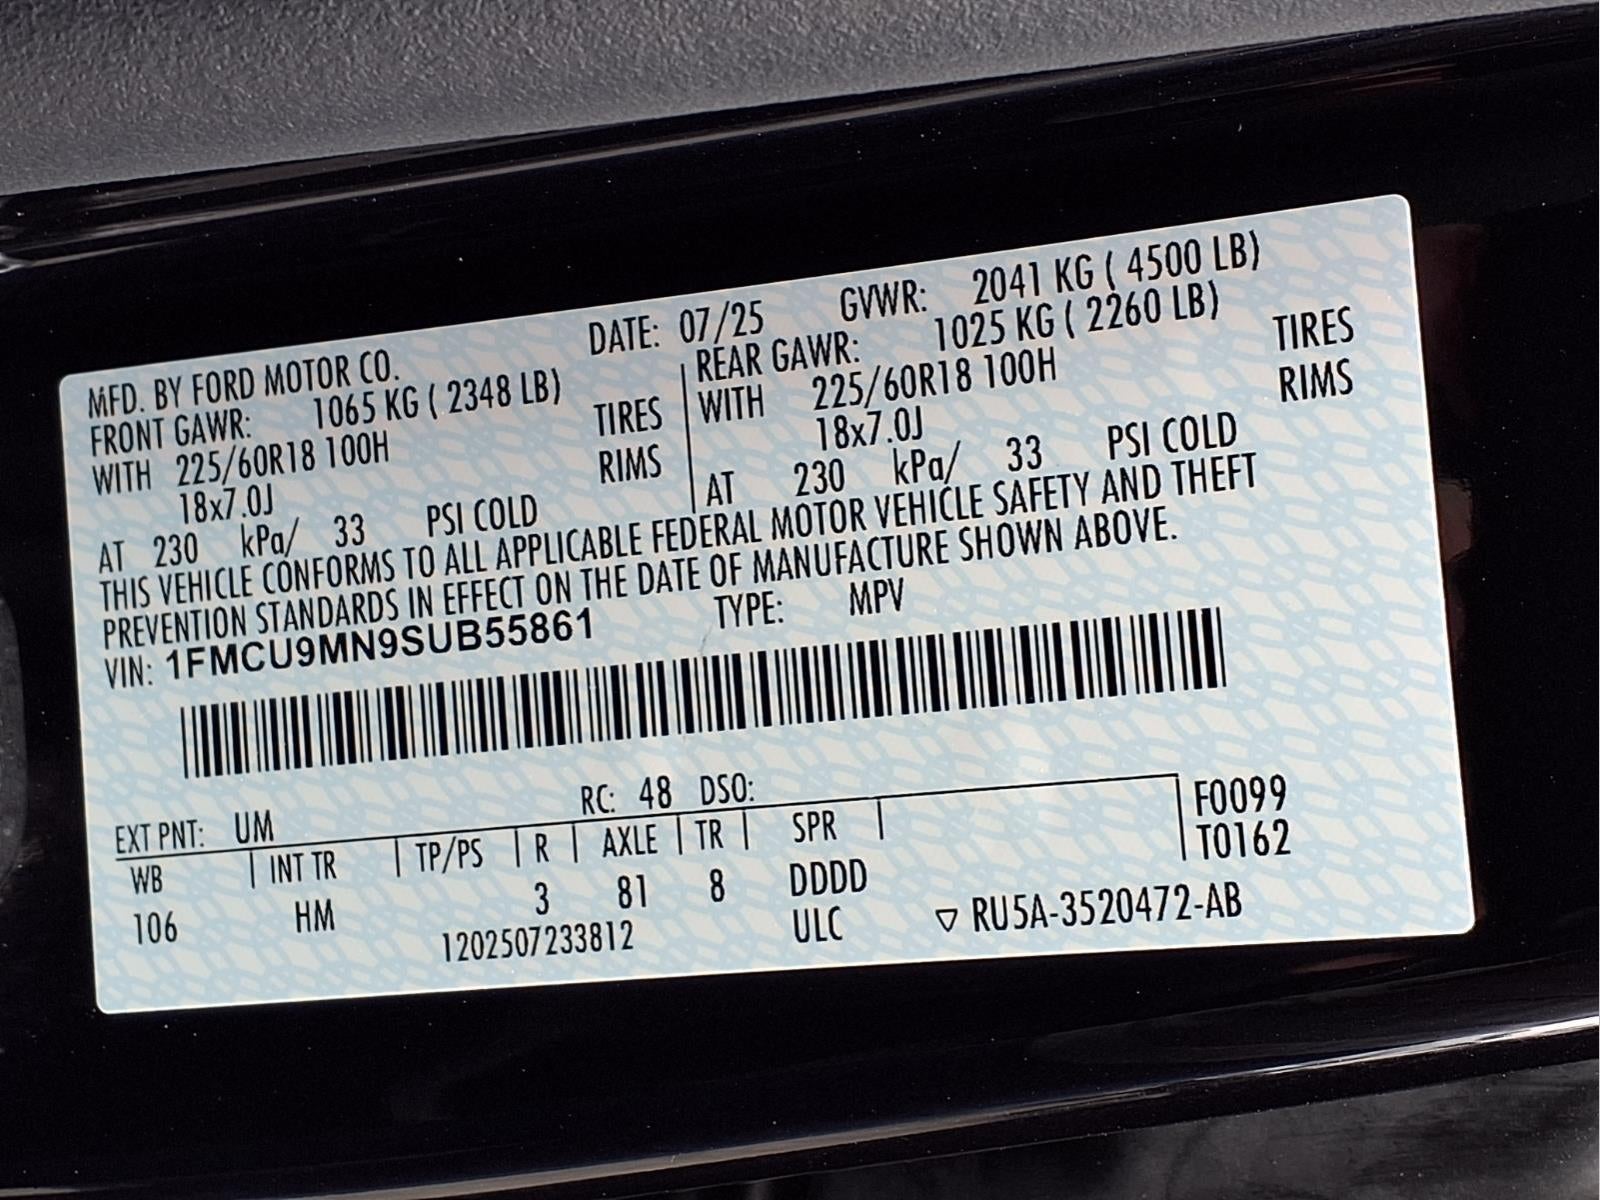 MFD. BY FORD MOTOR CO. DATE: 07/25 GVWR: 2041 KG ( 4500 LB)
FRONT GAWR: 1065 KG ( 2348 LB) REAR GAWR: 1025 KG ( 2260 LB)
WITH 225/60R18 100H TIRES WITH 225/60R18 100H TIRES
18x7.0J RIMS 18x7.0J RIMS
AT 230 kPa/ 33 PSI COLD AT 230 kPa/ 33 PSI COLD
THIS VEHICLE CONFORMS TO ALL APPLICABLE FEDERAL MOTOR VEHICLE SAFETY AND THEFT
PREVENTION STANDARDS IN EFFECT ON THE DATE OF MANUFACTURE SHOWN ABOVE.
VIN: 1FMCU9MN9SUB55861 TYPE: MPV
EXT PNT: UM RC: 48 DSO: F0099
WB INT TR TP/PS R AXLE TR SPR T0162
106 HM 3 81 8 DDDD
1202507233812 ULC ▽ RU5A-3520472-AB